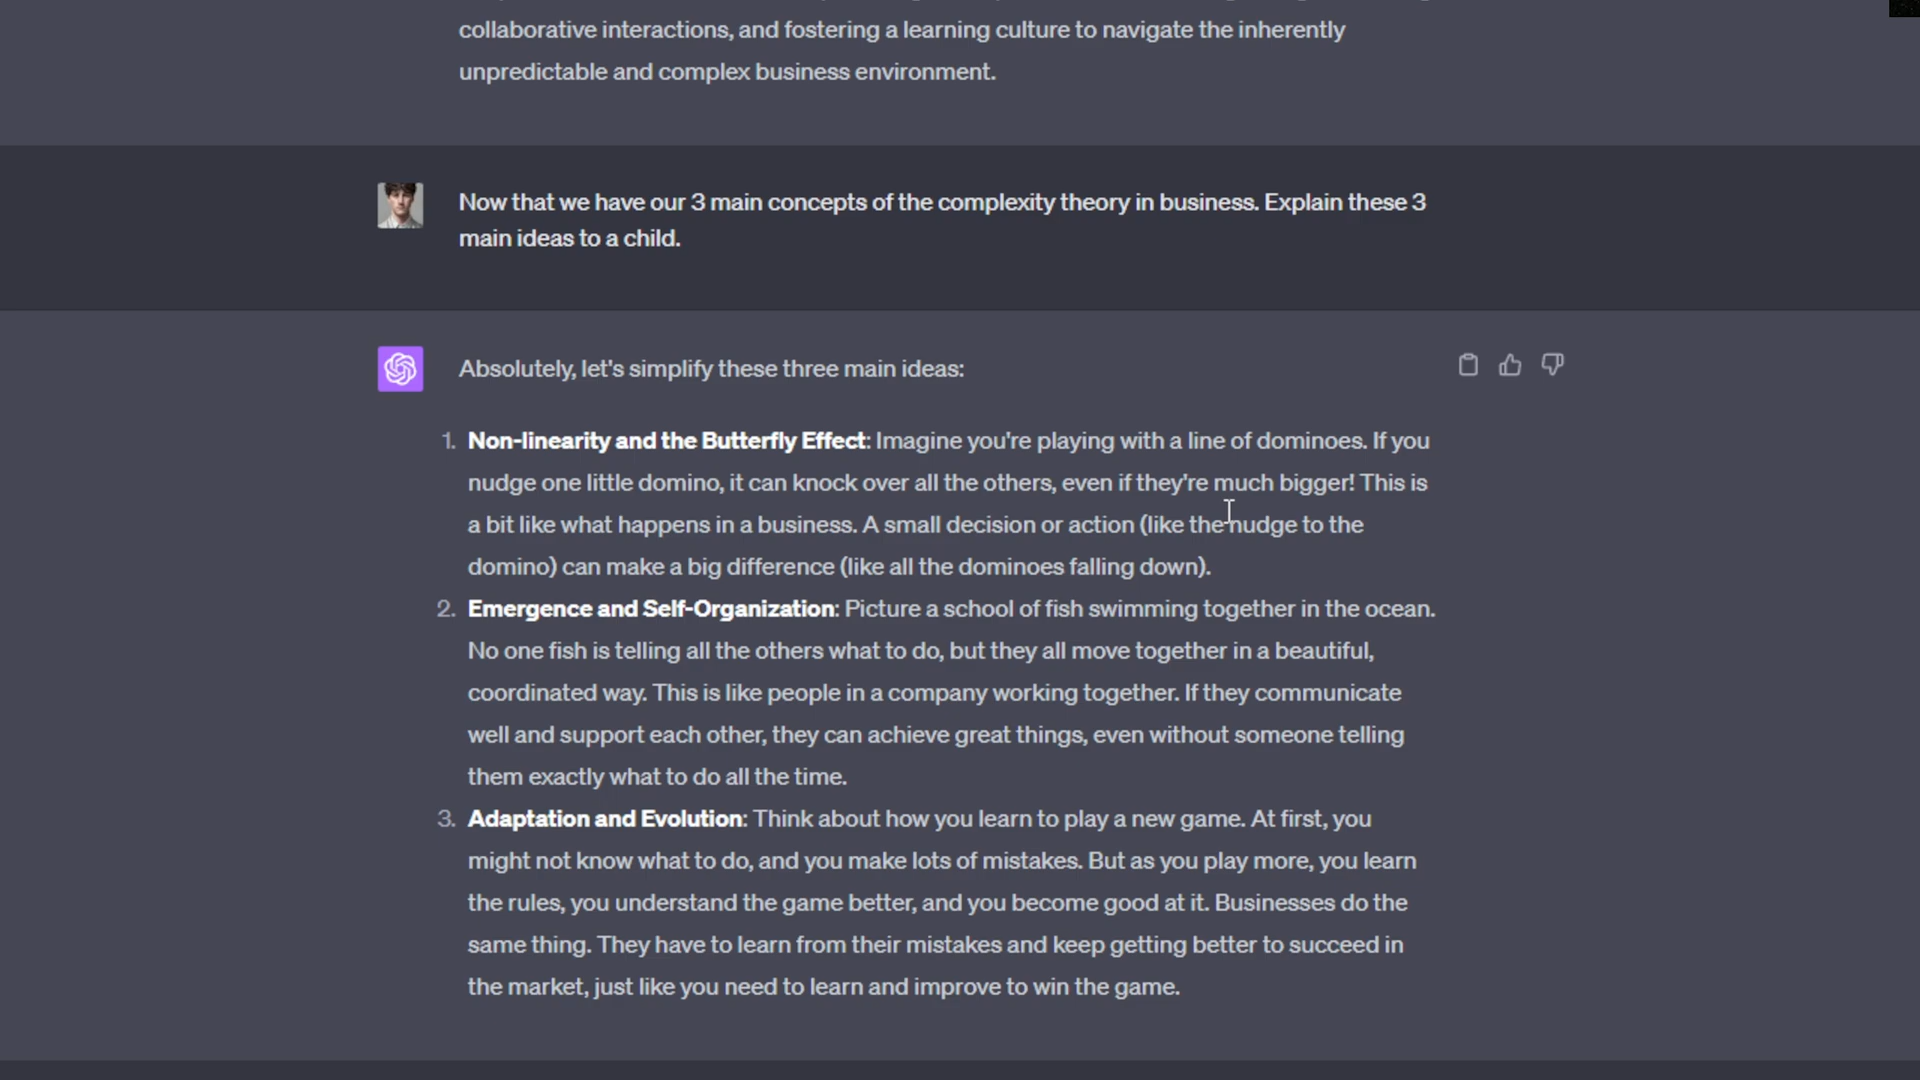 collaborative interactions, and fostering a learning culture to navigate the inherently
unpredictable and complex business environment.
Now that we have our 3 main concepts of the complexity theory in business. Explain these 3
main ideas to a child.
Absolutely, let's simplify these three main ideas:
1. Non-linearity and the Butterfly Effect: Imagine you're playing with a line of dominoes. If you
nudge one little domino, it can knock over all the others, even if they're much bigger! This is
a bit like what happens in a business. A small decision or action (like the nudge to the
domino) can make a big difference (like all the dominoes falling down).
2. Emergence and Self-Organization: Picture a school of fish swimming together in the ocean.
No one fish is telling all the others what to do, but they all move together in a beautiful,
coordinated way. This is like people in a company working together. If they communicate
well and support each other, they can achieve great things, even without someone telling
them exactly what to do all the time.
3. Adaptation and Evolution: Think about how you learn to play a new game. At first, you
might not know what to do, and you make lots of mistakes. But as you play more, you learn
the rules, you understand the game better, and you become good at it. Businesses do the
same thing. They have to learn from their mistakes and keep getting better to succeed in
the market, just like you need to learn and improve to win the game.